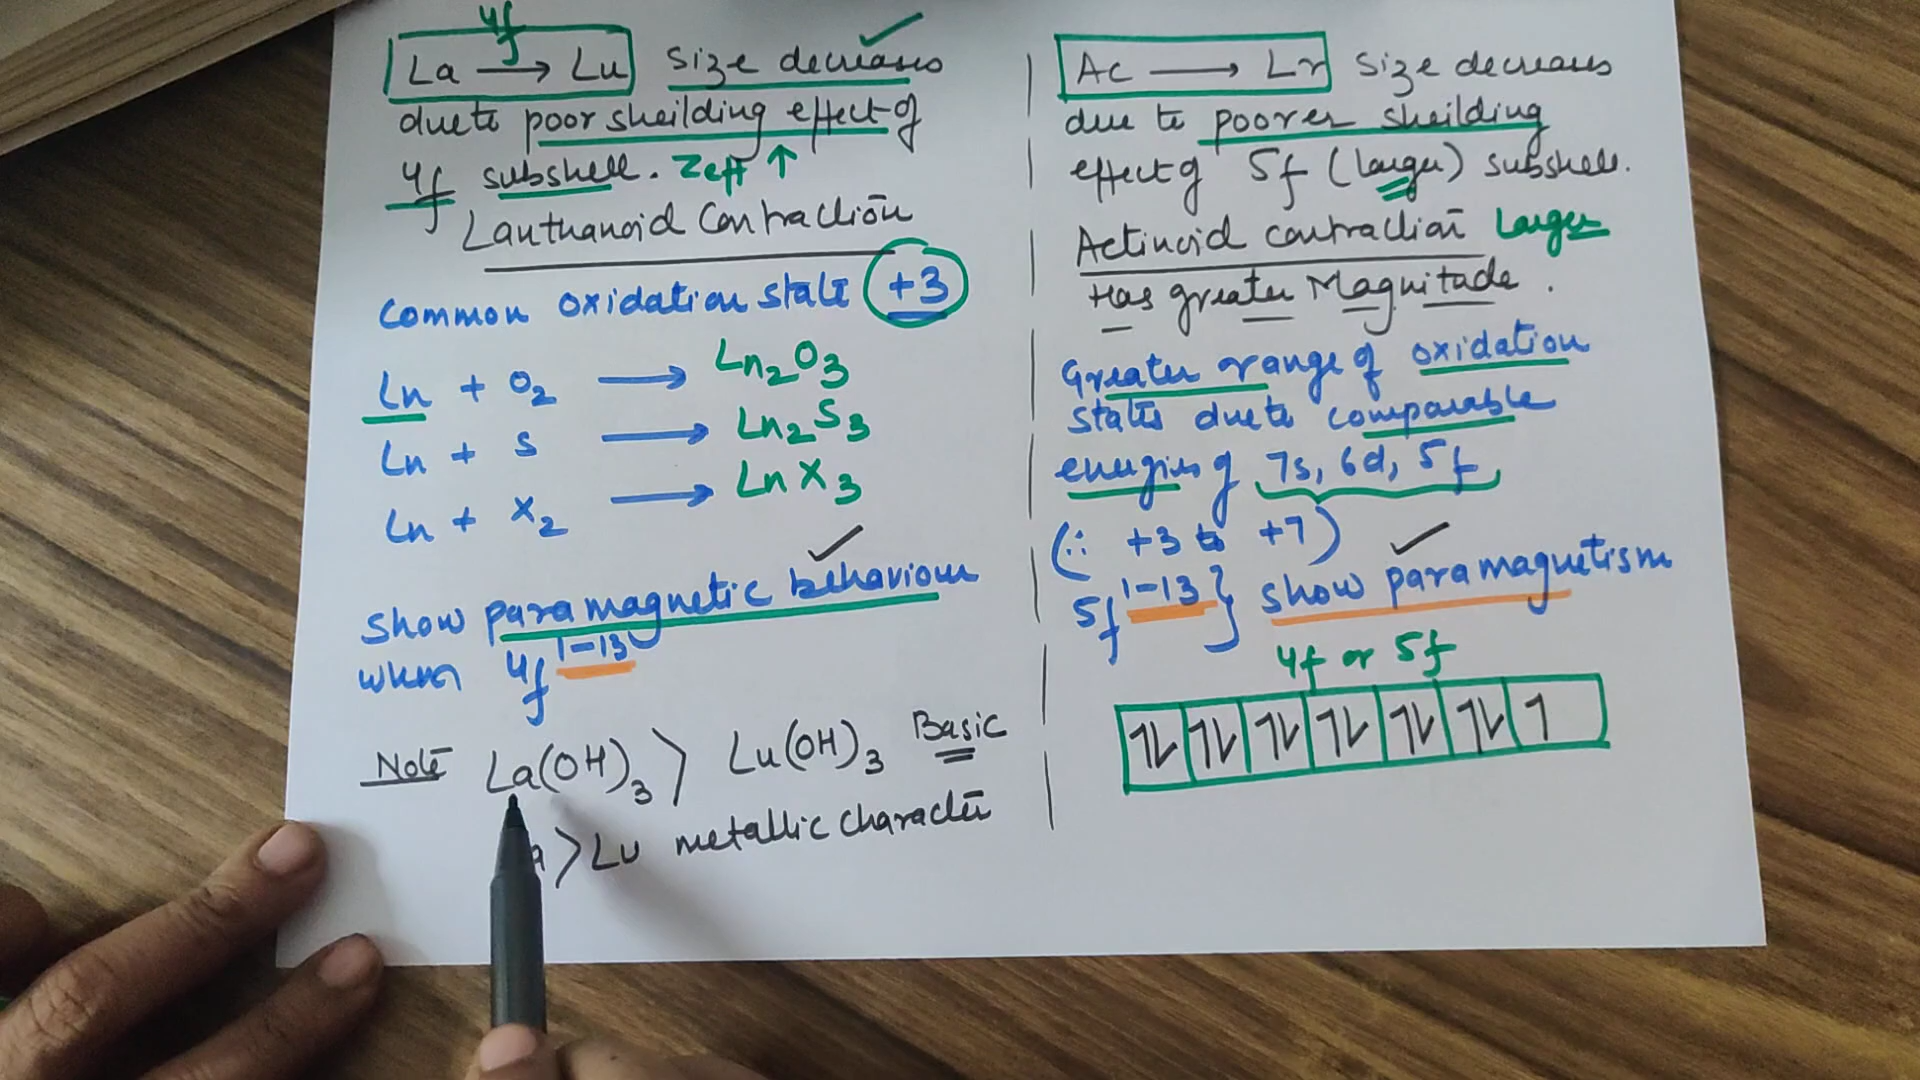 4f
La → Lu size decreases
due to poor sheilding effect of
4f subshell. Zeff ↑
Lanthanoid Contraction
Common oxidation state +3
Ln + O2 → Ln2O3
Ln + S → Ln2S3
Ln + X2 → LnX3
Show paramagnetic behaviour
when 4f 1-13
Note La(OH)3 > Lu(OH)3 Basic
a > Lu metallic character
Ac → Lr size decreases
due to poorer sheilding
effect of 5f (larger) subshell.
Actinoid contraction Larger
Has greater Magnitude.
Greater range of oxidation
states due to comparable
energies of 7s, 6d, 5f
(∵ +3 to +7)
5f 1-13 } show paramagnetism
4f or 5f
⥮ ⥮ ⥮ ⥮ ⥮ ⥮ ↿